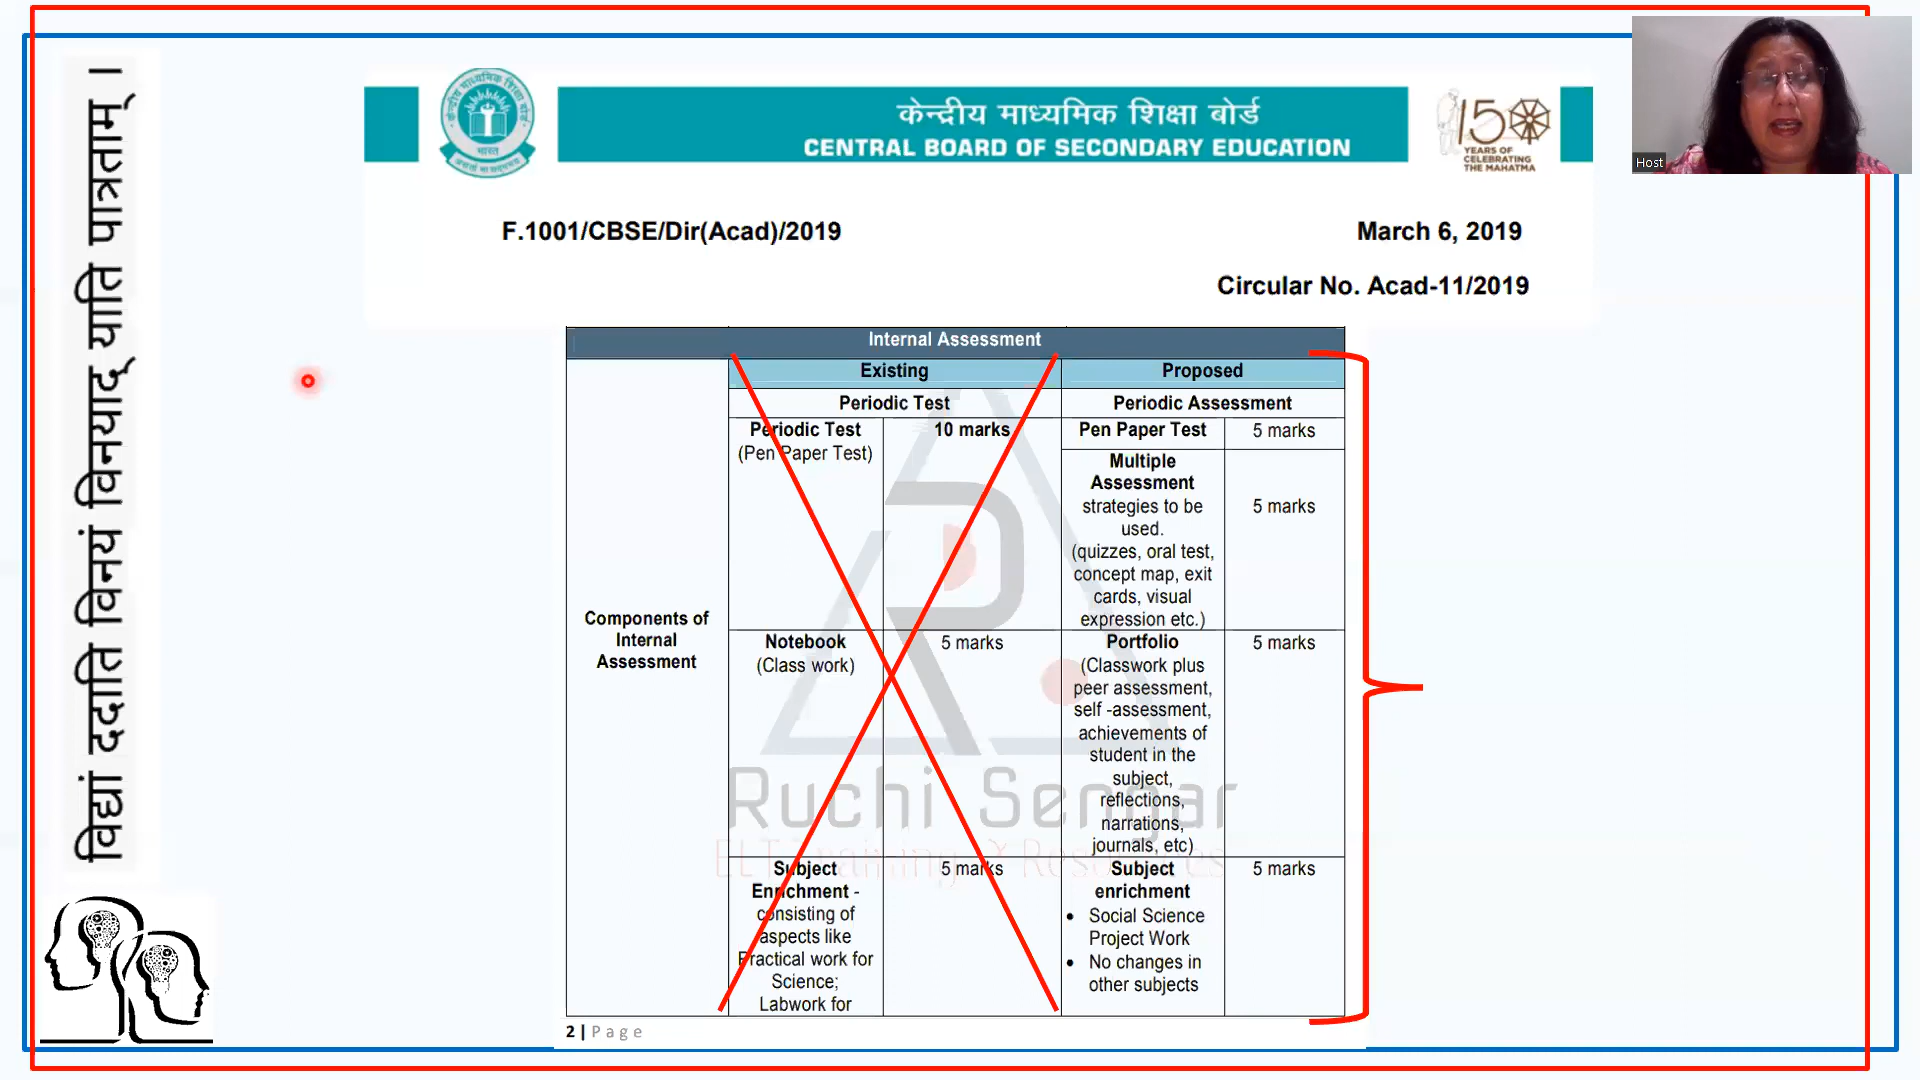 विद्यां ददाति विनयं विनयाद् याति पात्रताम् ।
केन्द्रीय माध्यमिक शिक्षा बोर्ड
CENTRAL BOARD OF SECONDARY EDUCATION
भारत
150
YEARS OF
CELEBRATING
THE MAHATMA
Host
F.1001/CBSE/Dir(Acad)/2019
March 6, 2019
Circular No. Acad-11/2019
Internal Assessment
Existing
Proposed
Periodic Test
Periodic Assessment
Components of
Internal
Assessment
Periodic Test
(Pen Paper Test)
10 marks
Pen Paper Test
5 marks
Multiple
Assessment
strategies to be
used.
(quizzes, oral test,
concept map, exit
cards, visual
expression etc.)
5 marks
Notebook
(Class work)
5 marks
Portfolio
(Classwork plus
peer assessment,
self -assessment,
achievements of
student in the
subject,
reflections,
narrations,
journals, etc)
5 marks
Subject
Enrichment -
consisting of
aspects like
Practical work for
Science;
Labwork for
5 marks
Subject
enrichment
• Social Science
Project Work
• No changes in
other subjects
5 marks
Ruchi Sengar
ELT Training & Resources
2 | Page